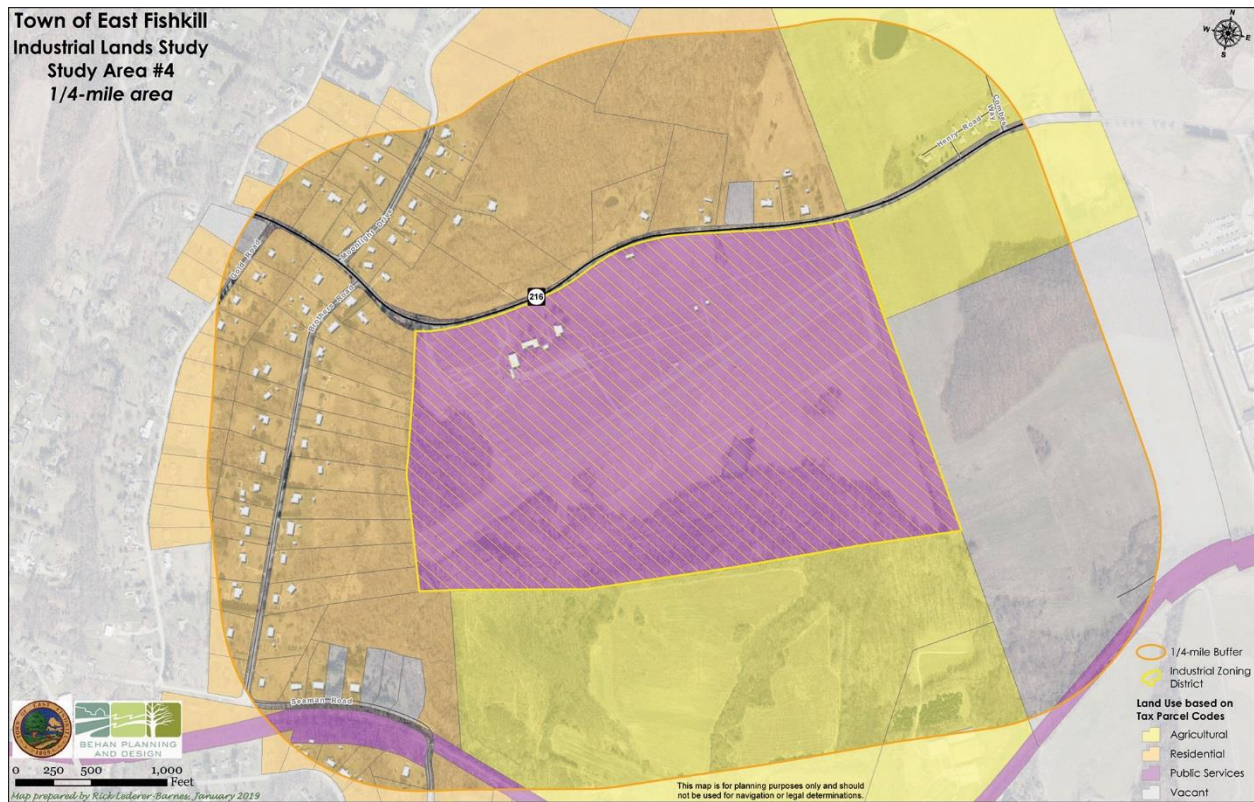 Town of East Fishkill
Industrial Lands Study
Study Area #4
1/4-mile area
N
W
E
S
Combes
Way
Henry Road
Gold Road
Moonlight Drive
Brothers Road
216
Seaman Road
1/4-mile Buffer
Industrial Zoning
District
Land Use based on
Tax Parcel Codes
Agricultural
Residential
Public Services
Vacant
BEHAN PLANNING
AND DESIGN
0 250 500 1,000
Feet
Map prepared by Rick Lederer-Barnes, January 2019
This map is for planning purposes only and should
not be used for navigation or legal determinations.